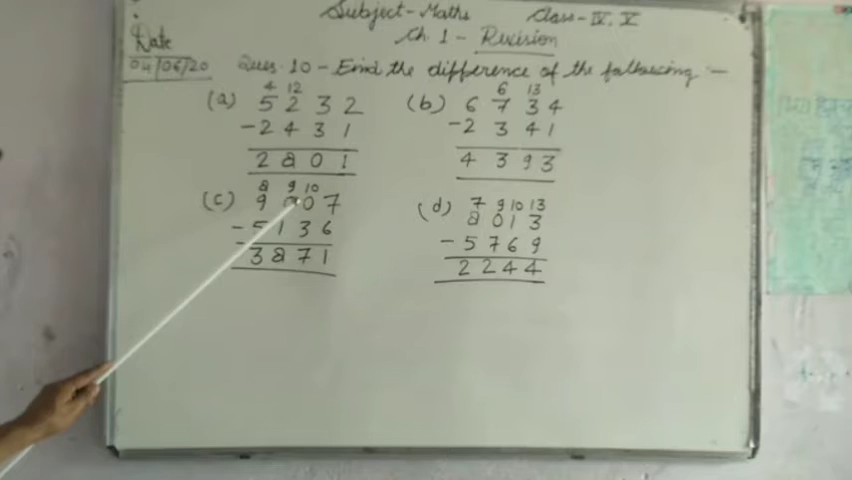 Subject-Maths Class-IV, V
Date Ch 1 - Revision
04/06/20 Ques. 10 - Find the difference of the following :-
4 12 6 13
(a) 5 2 3 2 (b) 6 7 3 4
- 2 4 3 1 - 2 3 4 1
2 8 0 1 4 3 9 3
8 9 10 7 9 10 13
(c) 9 0 0 7 (d) 8 0 1 3
- 5 1 3 6 - 5 7 6 9
3 8 7 1 2 2 4 4